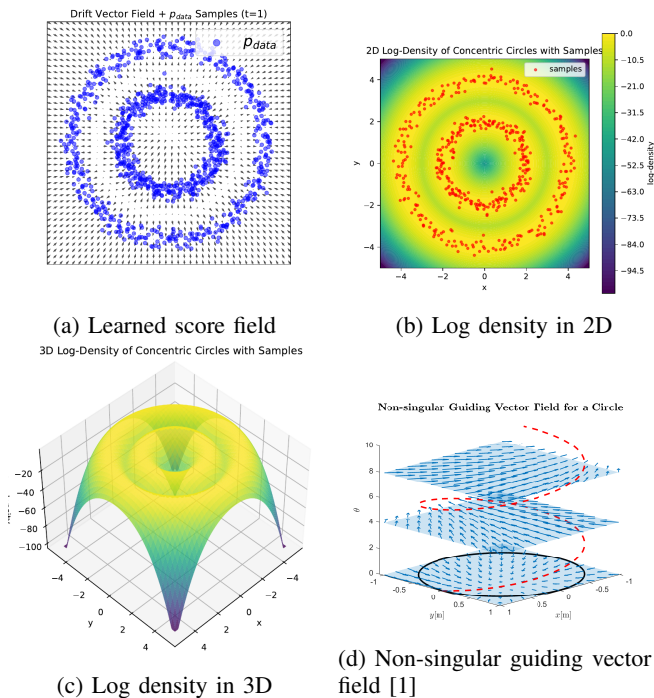 Drift Vector Field + p_data Samples (t=1)
p_data
(a) Learned score field
2D Log-Density of Concentric Circles with Samples
samples
4
2
0
−2
−4
y
−4
−2
0
2
4
x
0.0
−10.5
−21.0
−31.5
−42.0
−52.5
−63.0
−73.5
−84.0
−94.5
log-density
(b) Log density in 2D
3D Log-Density of Concentric Circles with Samples
−20
−40
−60
−80
−100
−4
−2
0
2
4
y
−4
−2
0
2
4
x
(c) Log density in 3D
Non-singular Guiding Vector Field for a Circle
10
8
6
4
2
0
θ
-1
-0.5
0
0.5
1
y[m]
-1
-0.5
0
0.5
1
x[m]
(d) Non-singular guiding vector
field [1]